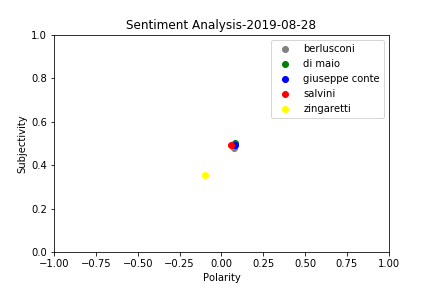 Sentiment Analysis-2019-08-28
1.0
0.8
0.6
0.4
0.2
0.0
Subjectivity
berlusconi
di maio
giuseppe conte
salvini
zingaretti
−1.00 −0.75 −0.50 −0.25 0.00 0.25 0.50 0.75 1.00
Polarity